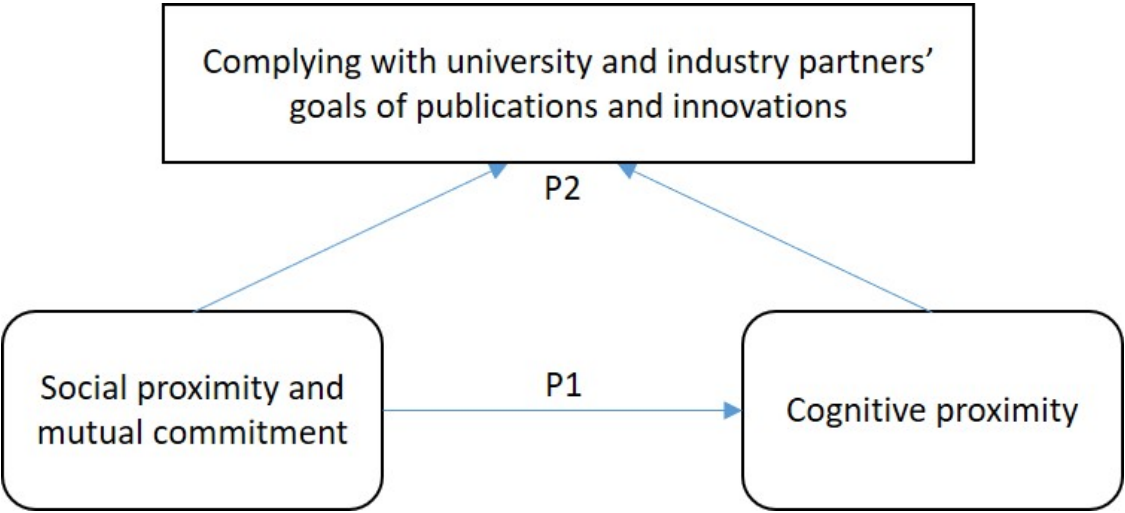 Complying with university and industry partners’
goals of publications and innovations
P2
Social proximity and
mutual commitment
P1
Cognitive proximity